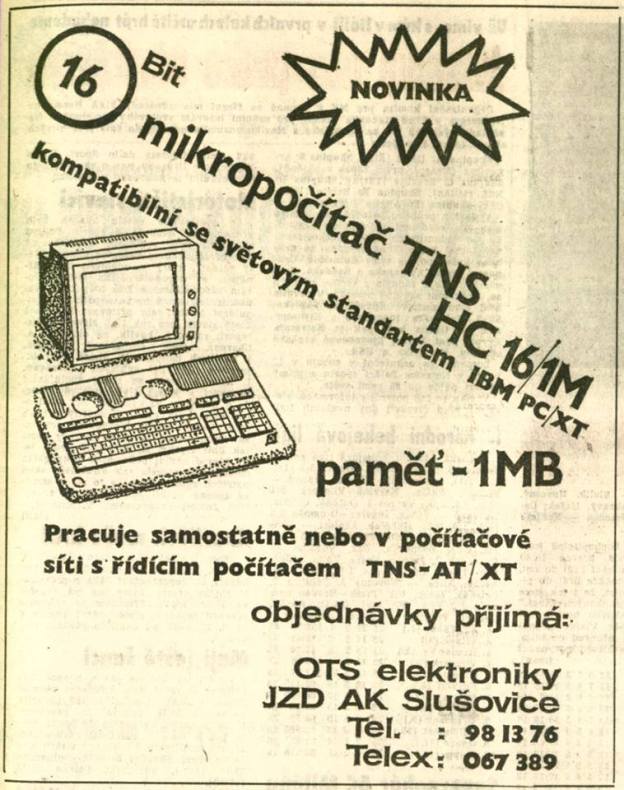 16 Bit
NOVINKA
mikropočítač TNS
HC 16/1M
kompatibilní se světovým standartem IBM PC/XT
paměť - 1MB
Pracuje samostatně nebo v počítačové
síti s řídícím počítačem TNS-AT/XT
objednávky přijímá:
OTS elektroniky
JZD AK Slušovice
Tel. : 98 13 76
Telex: 067 389